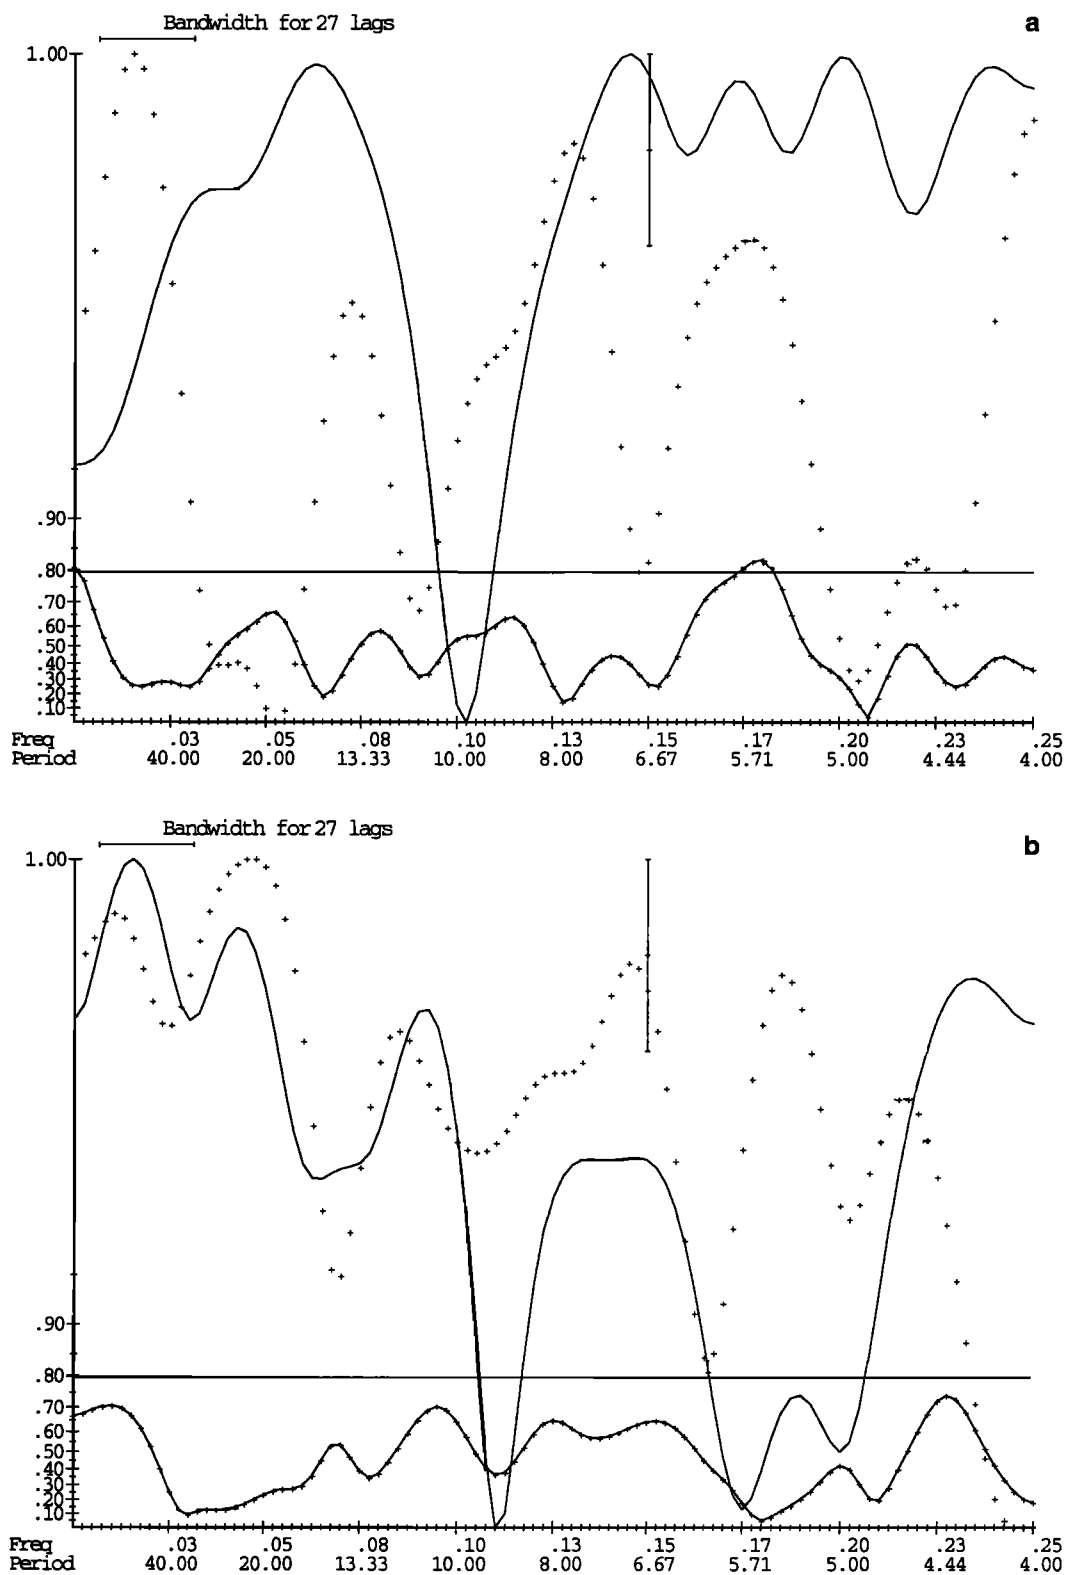 Bandwidth for 27 lags
a
1.00
.90
.80
.70
.60
.50
.40
.30
.20
.10
Freq .03 .05 .08 .10 .13 .15 .17 .20 .23 .25
Period 40.00 20.00 13.33 10.00 8.00 6.67 5.71 5.00 4.44 4.00
Bandwidth for 27 lags
b
1.00
.90
.80
.70
.60
.50
.40
.30
.20
.10
Freq .03 .05 .08 .10 .13 .15 .17 .20 .23 .25
Period 40.00 20.00 13.33 10.00 8.00 6.67 5.71 5.00 4.44 4.00